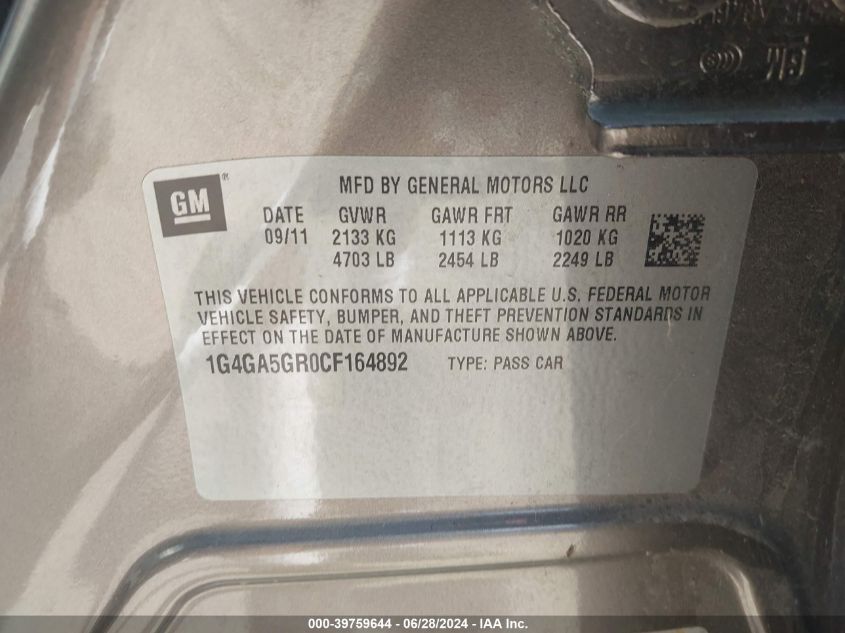 GM®
MFD BY GENERAL MOTORS LLC
DATE GVWR GAWR FRT GAWR RR
09/11 2133 KG 1113 KG 1020 KG
4703 LB 2454 LB 2249 LB
THIS VEHICLE CONFORMS TO ALL APPLICABLE U.S. FEDERAL MOTOR
VEHICLE SAFETY, BUMPER, AND THEFT PREVENTION STANDARDS IN
EFFECT ON THE DATE OF MANUFACTURE SHOWN ABOVE.
1G4GA5GR0CF164892 TYPE: PASS CAR
000-39759644 / 06/28/2024 - IAA Inc.